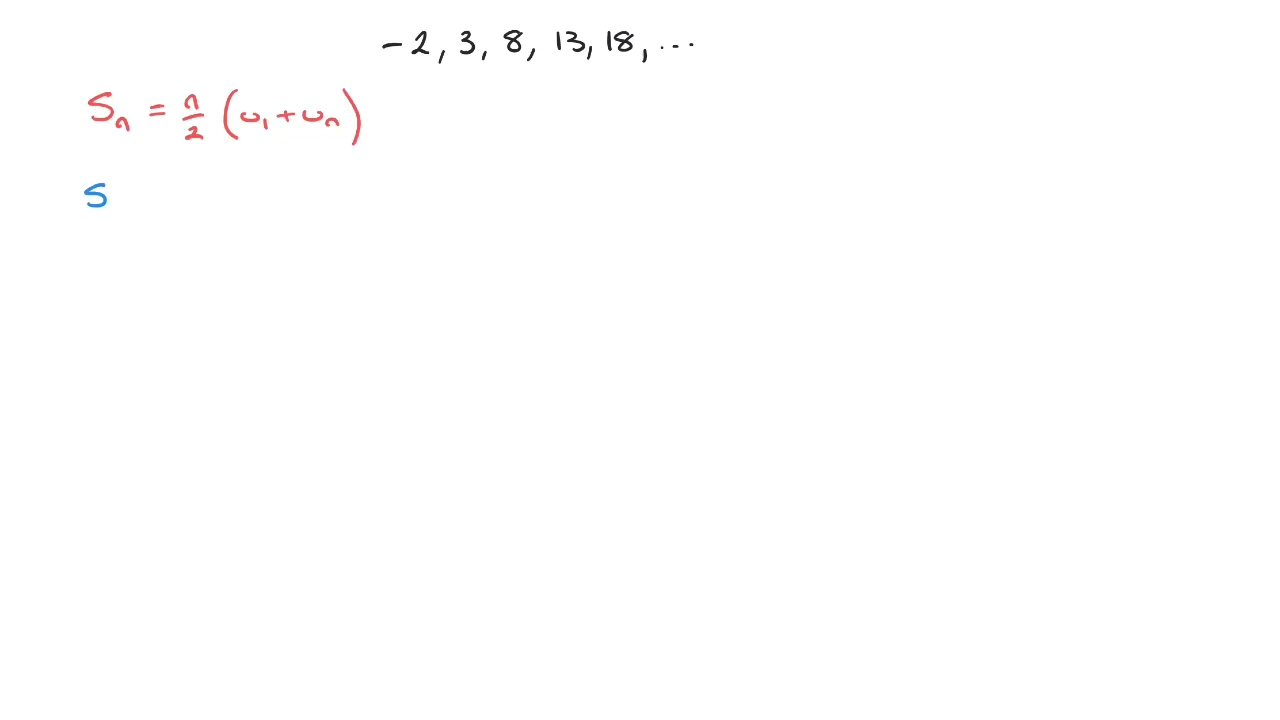 -2, 3, 8, 13, 18, ...
Sₙ = n/2 (u₁ + uₙ)
S